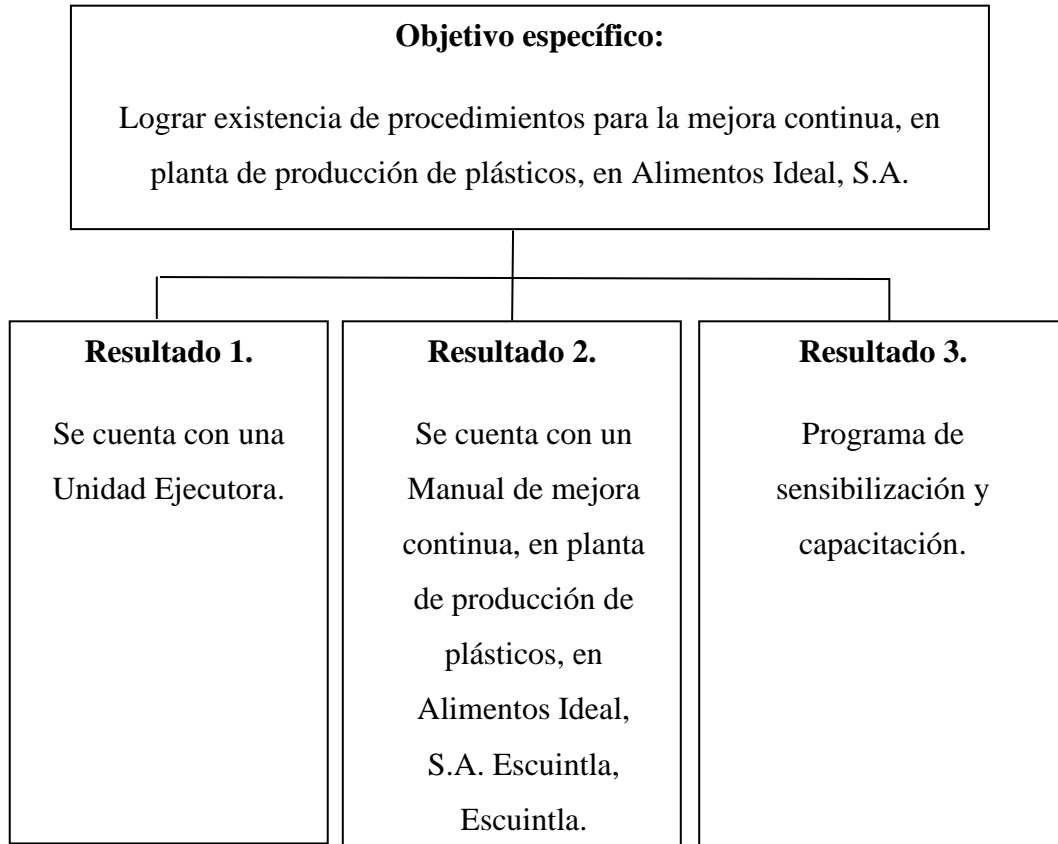 Objetivo específico:
Lograr existencia de procedimientos para la mejora continua, en
planta de producción de plásticos, en Alimentos Ideal, S.A.
Resultado 1.
Se cuenta con una
Unidad Ejecutora.
Resultado 2.
Se cuenta con un
Manual de mejora
continua, en planta
de producción de
plásticos, en
Alimentos Ideal,
S.A. Escuintla,
Escuintla.
Resultado 3.
Programa de
sensibilización y
capacitación.